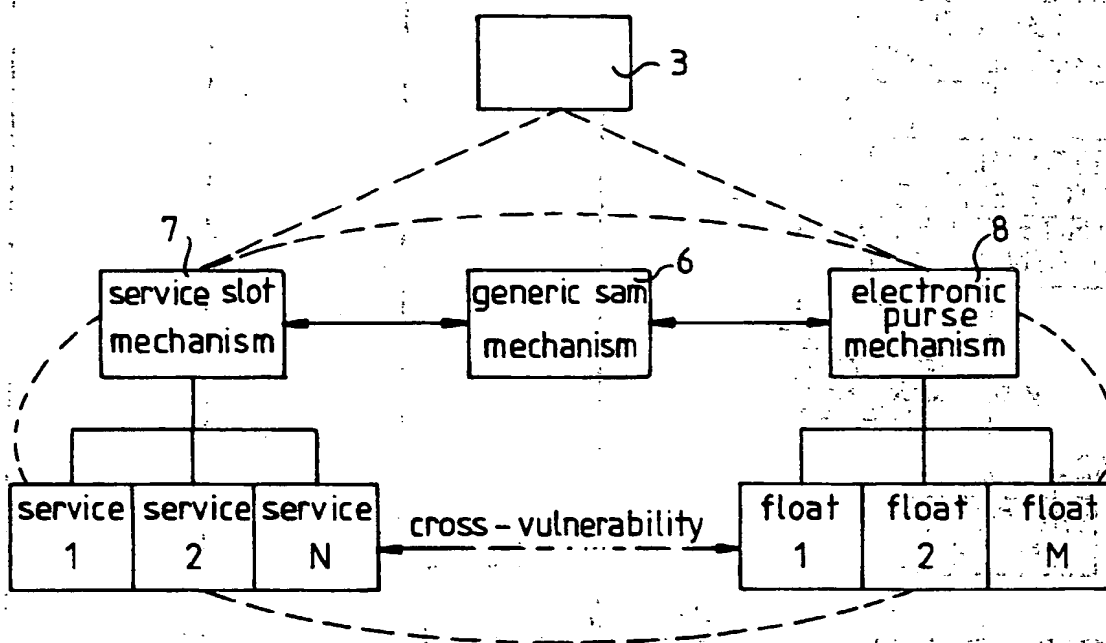 3
7
6
8
service slot
mechanism
generic sam
mechanism
electronic
purse
mechanism
service
1
service
2
service
N
cross-vulnerability
float
1
float
2
float
M